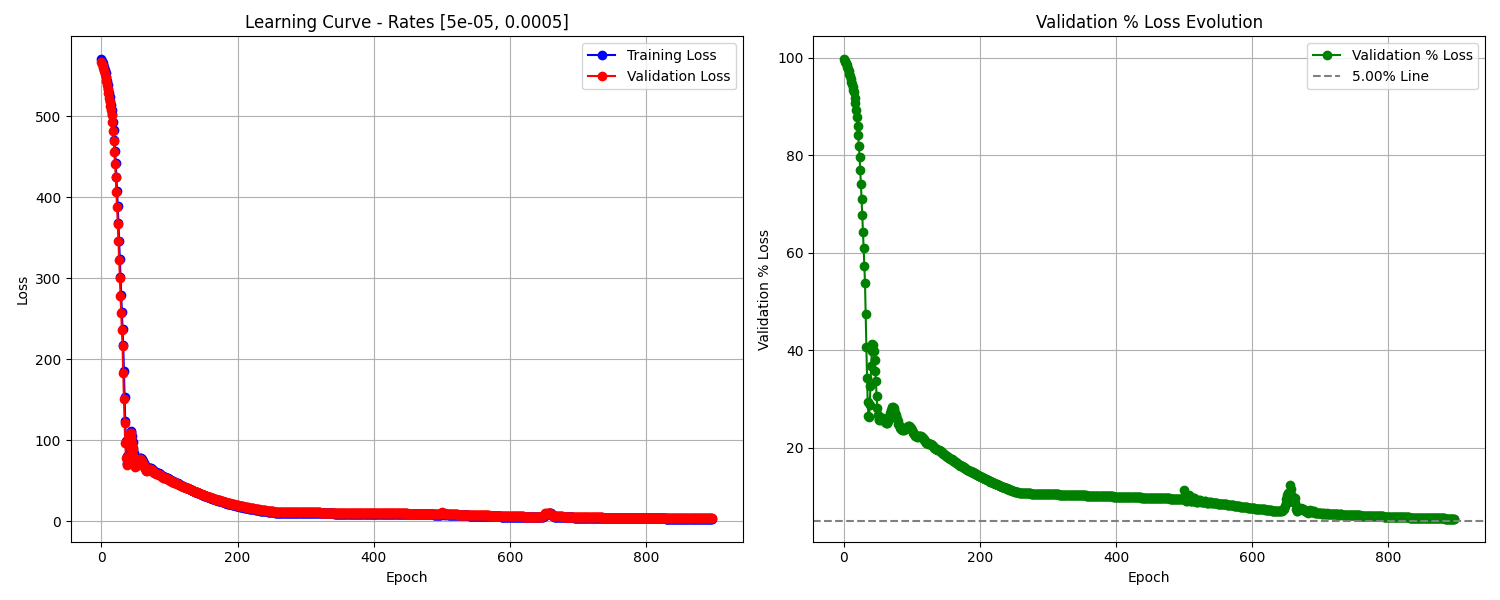 Learning Curve - Rates [5e-05, 0.0005]
Training Loss
Validation Loss
Loss
500
400
300
200
100
0
0 200 400 600 800
Epoch
Validation % Loss Evolution
Validation % Loss
5.00% Line
Validation % Loss
100
80
60
40
20
0 200 400 600 800
Epoch